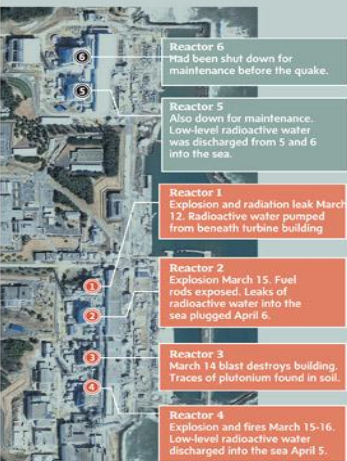 Reactor 6
Had been shut down for
maintenance before the quake.
Reactor 5
Also down for maintenance.
Low-level radioactive water
was discharged from 5 and 6
into the sea.
Reactor 1
Explosion and radiation leak March
12. Radioactive water pumped
from beneath turbine building
Reactor 2
Explosion March 15. Fuel
rods exposed. Leaks of
radioactive water into the
sea plugged April 6.
Reactor 3
March 14 blast destroys building.
Traces of plutonium found in soil.
Reactor 4
Explosion and fires March 15-16.
Low-level radioactive water
discharged into the sea April 5.
6
5
1
2
3
4